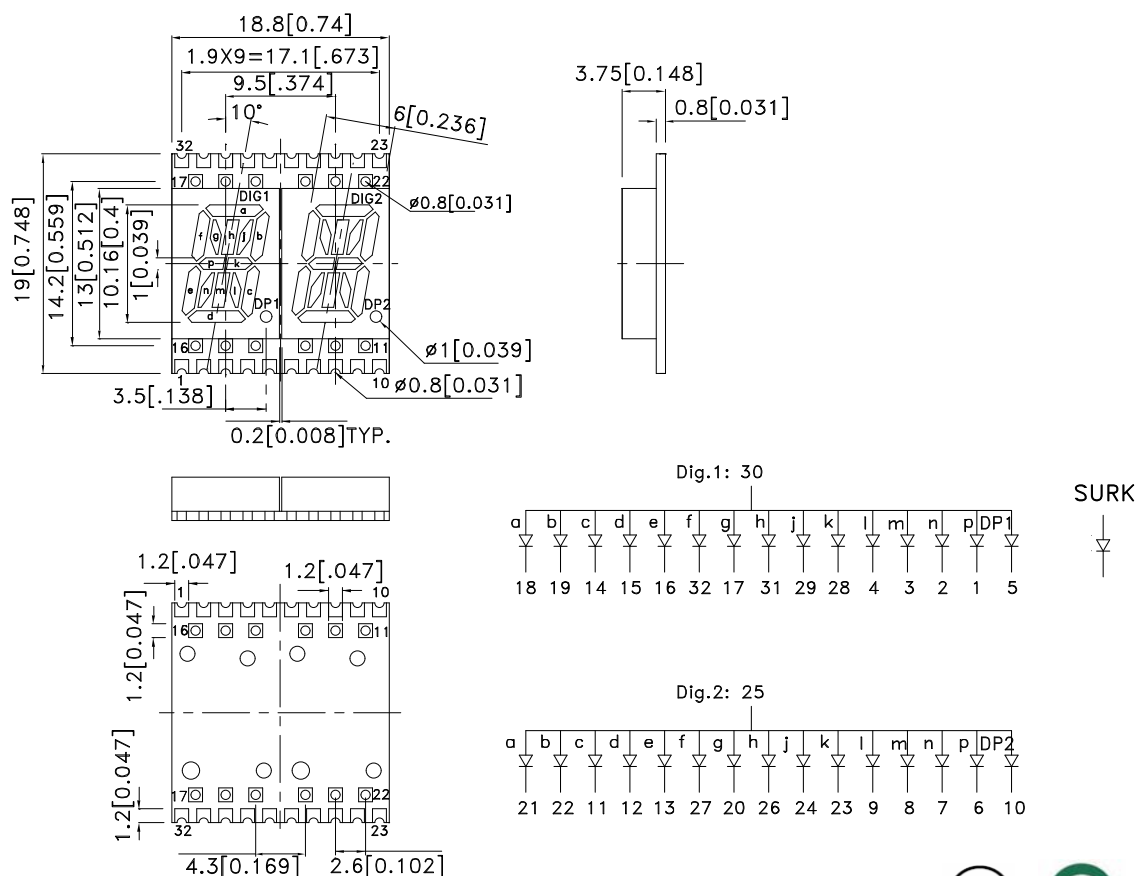 18.8[0.74]
1.9X9=17.1[.673]
9.5[.374]
10°
6[0.236]
32 23
17 22
ø0.8[0.031]
DIG1 DIG2
a
f g h j b
p k
e n m l c
d
DP1 DP2
16 11
1 10
19[0.748]
14.2[0.559]
13[0.512]
10.16[0.4]
1[0.039]
ø1[0.039]
ø0.8[0.031]
3.5[.138]
0.2[0.008]TYP.
3.75[0.148]
0.8[0.031]
1.2[.047] 1.2[.047]
1 10
16 11
1.2[0.047]
1.2[0.047]
17 22
32 23
4.3[0.169] 2.6[0.102]
Dig.1: 30
a b c d e f g h j k l m n p DP1
18 19 14 15 16 32 17 31 29 28 4 3 2 1 5
SURK
Dig.2: 25
a b c d e f g h j k l m n p DP2
21 22 11 12 13 27 20 26 24 23 9 8 7 6 10